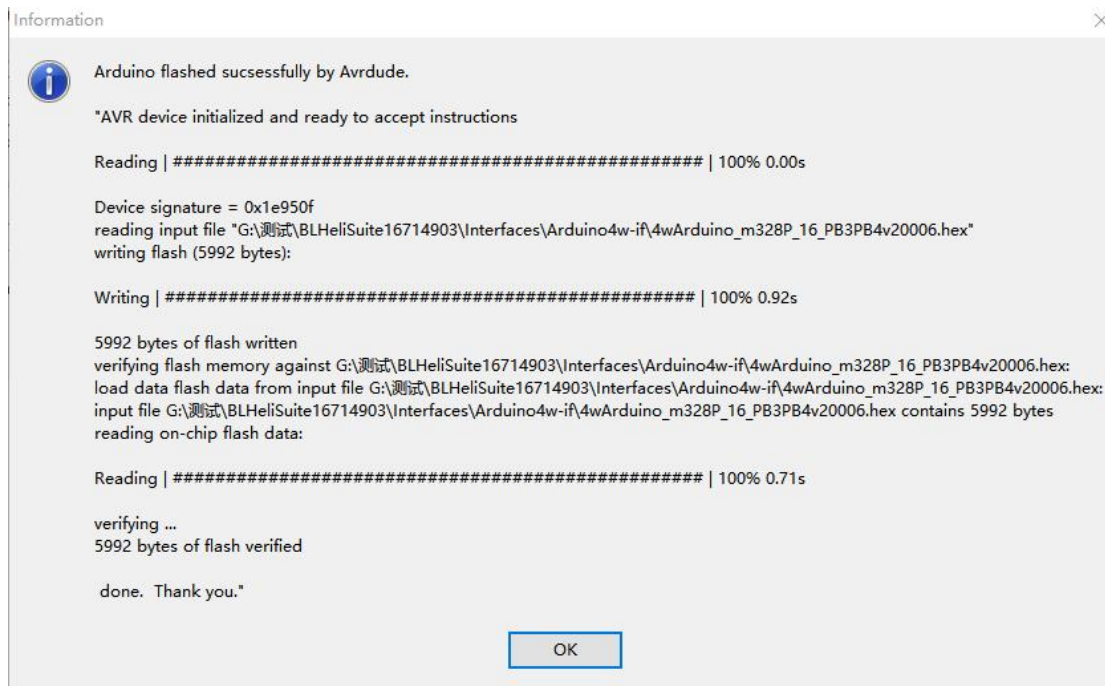 Information
Arduino flashed sucsessfully by Avrdude.
"AVR device initialized and ready to accept instructions
Reading | ################################################## | 100% 0.00s
Device signature = 0x1e950f
reading input file "G:\测试\BLHeliSuite16714903\Interfaces\Arduino4w-if\4wArduino_m328P_16_PB3PB4v20006.hex"
writing flash (5992 bytes):
Writing | ################################################## | 100% 0.92s
5992 bytes of flash written
verifying flash memory against G:\测试\BLHeliSuite16714903\Interfaces\Arduino4w-if\4wArduino_m328P_16_PB3PB4v20006.hex:
load data flash data from input file G:\测试\BLHeliSuite16714903\Interfaces\Arduino4w-if\4wArduino_m328P_16_PB3PB4v20006.hex:
input file G:\测试\BLHeliSuite16714903\Interfaces\Arduino4w-if\4wArduino_m328P_16_PB3PB4v20006.hex contains 5992 bytes
reading on-chip flash data:
Reading | ################################################## | 100% 0.71s
verifying ...
5992 bytes of flash verified
done.  Thank you."
OK